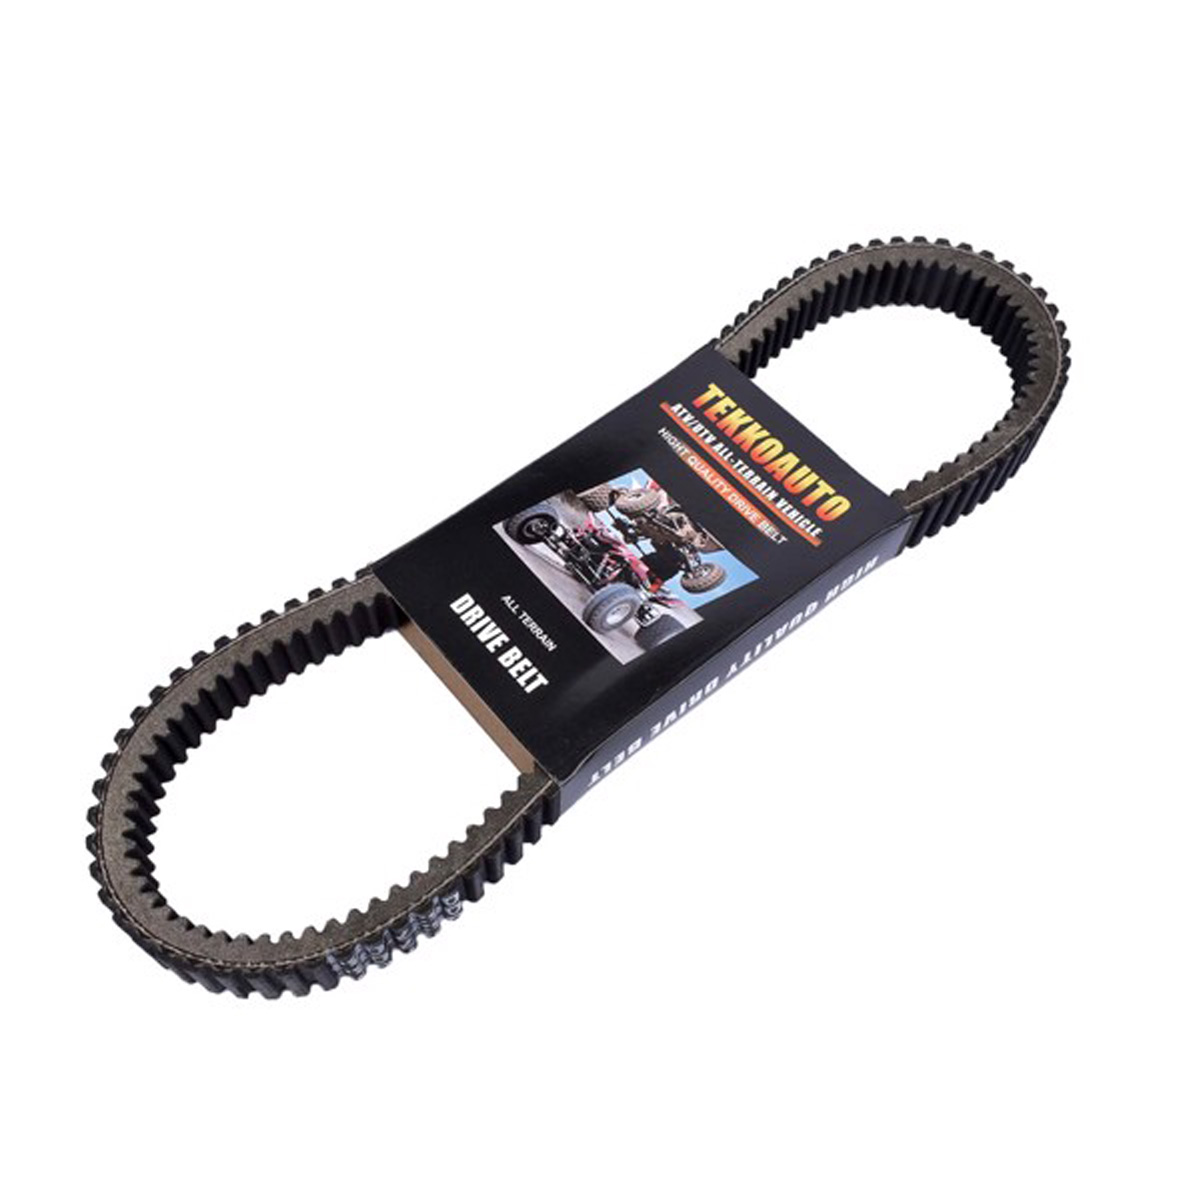 TEKKOAUTO
ATV/UTV ALL-TERRAIN VEHICLE
HIGHT QUALITY DRIVE BELT
ALL TERRAIN
DRIVE BELT
HIGH QUALITY DRIVE BELT